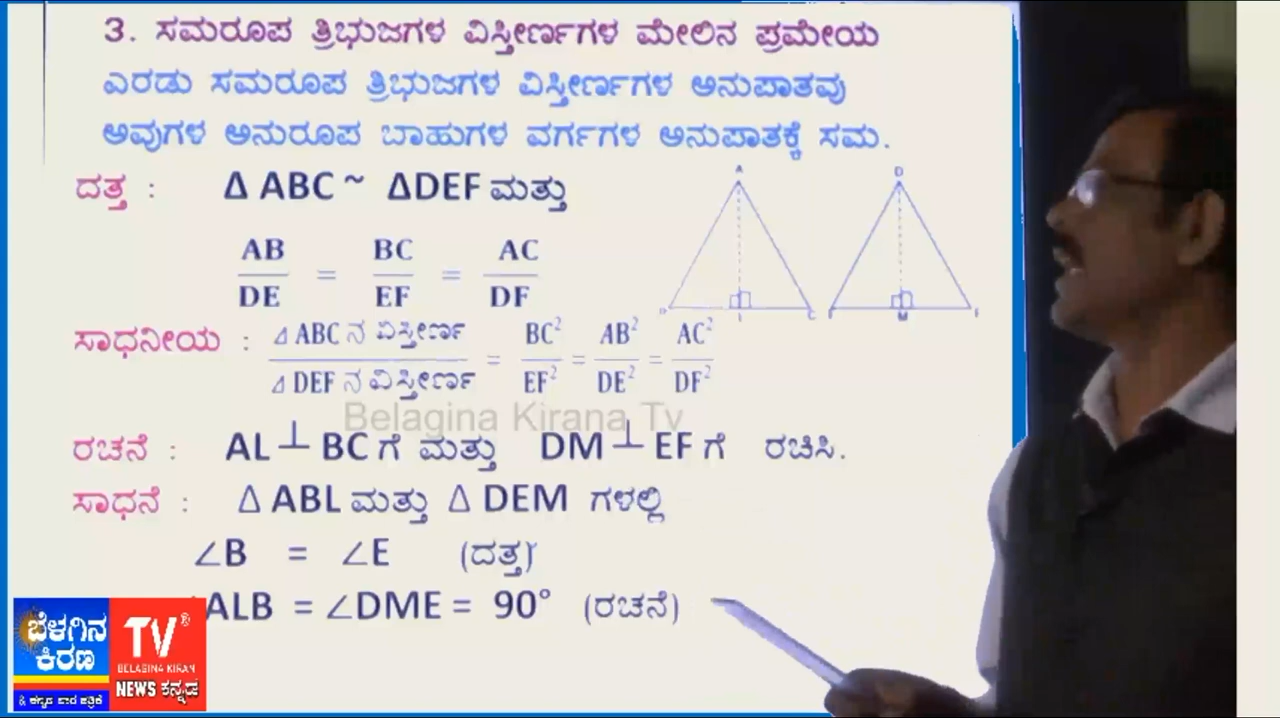 3. ಸಮರೂಪ ತ್ರಿಭುಜಗಳ ವಿಸ್ತೀರ್ಣಗಳ ಮೇಲಿನ ಪ್ರಮೇಯ
ಎರಡು ಸಮರೂಪ ತ್ರಿಭುಜಗಳ ವಿಸ್ತೀರ್ಣಗಳ ಅನುಪಾತವು
ಅವುಗಳ ಅನುರೂಪ ಬಾಹುಗಳ ವರ್ಗಗಳ ಅನುಪಾತಕ್ಕೆ ಸಮ.
ದತ್ತ : Δ ABC ~ ΔDEF ಮತ್ತು
AB/DE = BC/EF = AC/DF
A
C
D
M
ಸಾಧನೀಯ : ⊿ ABC ನ ವಿಸ್ತೀರ್ಣ / ⊿ DEF ನ ವಿಸ್ತೀರ್ಣ = BC²/EF² = AB²/DE² = AC²/DF²
Belagina Kirana Tv
ರಚನೆ : AL ⊥ BC ಗೆ ಮತ್ತು DM ⊥ EF ಗೆ ರಚಿಸಿ.
ಸಾಧನೆ : Δ ABL ಮತ್ತು Δ DEM ಗಳಲ್ಲಿ
∠B = ∠E (ದತ್ತ)
ALB = ∠DME = 90° (ರಚನೆ)
ಬೆಳಗಿನ
ಕಿರಣ
TV
BELAGINA KIRAN
NEWS ಕನ್ನಡ
ಕನ್ನಡ ವಾರ ಪತ್ರಿಕೆ